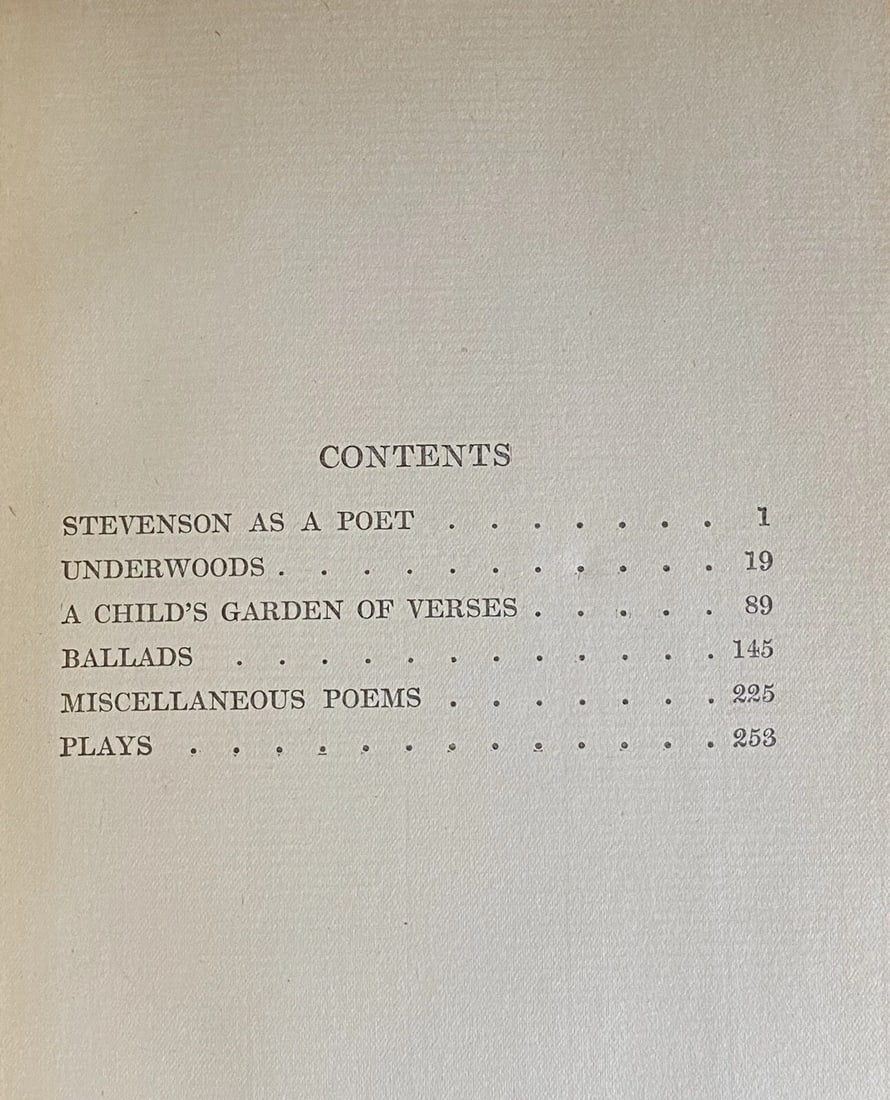 CONTENTS
STEVENSON AS A POET . . . . . . . 1
UNDERWOODS . . . . . . . . . . . 19
A CHILD'S GARDEN OF VERSES . . . . . 89
BALLADS . . . . . . . . . . . . 145
MISCELLANEOUS POEMS . . . . . . . 225
PLAYS . . . . . . . . . . . . . 253